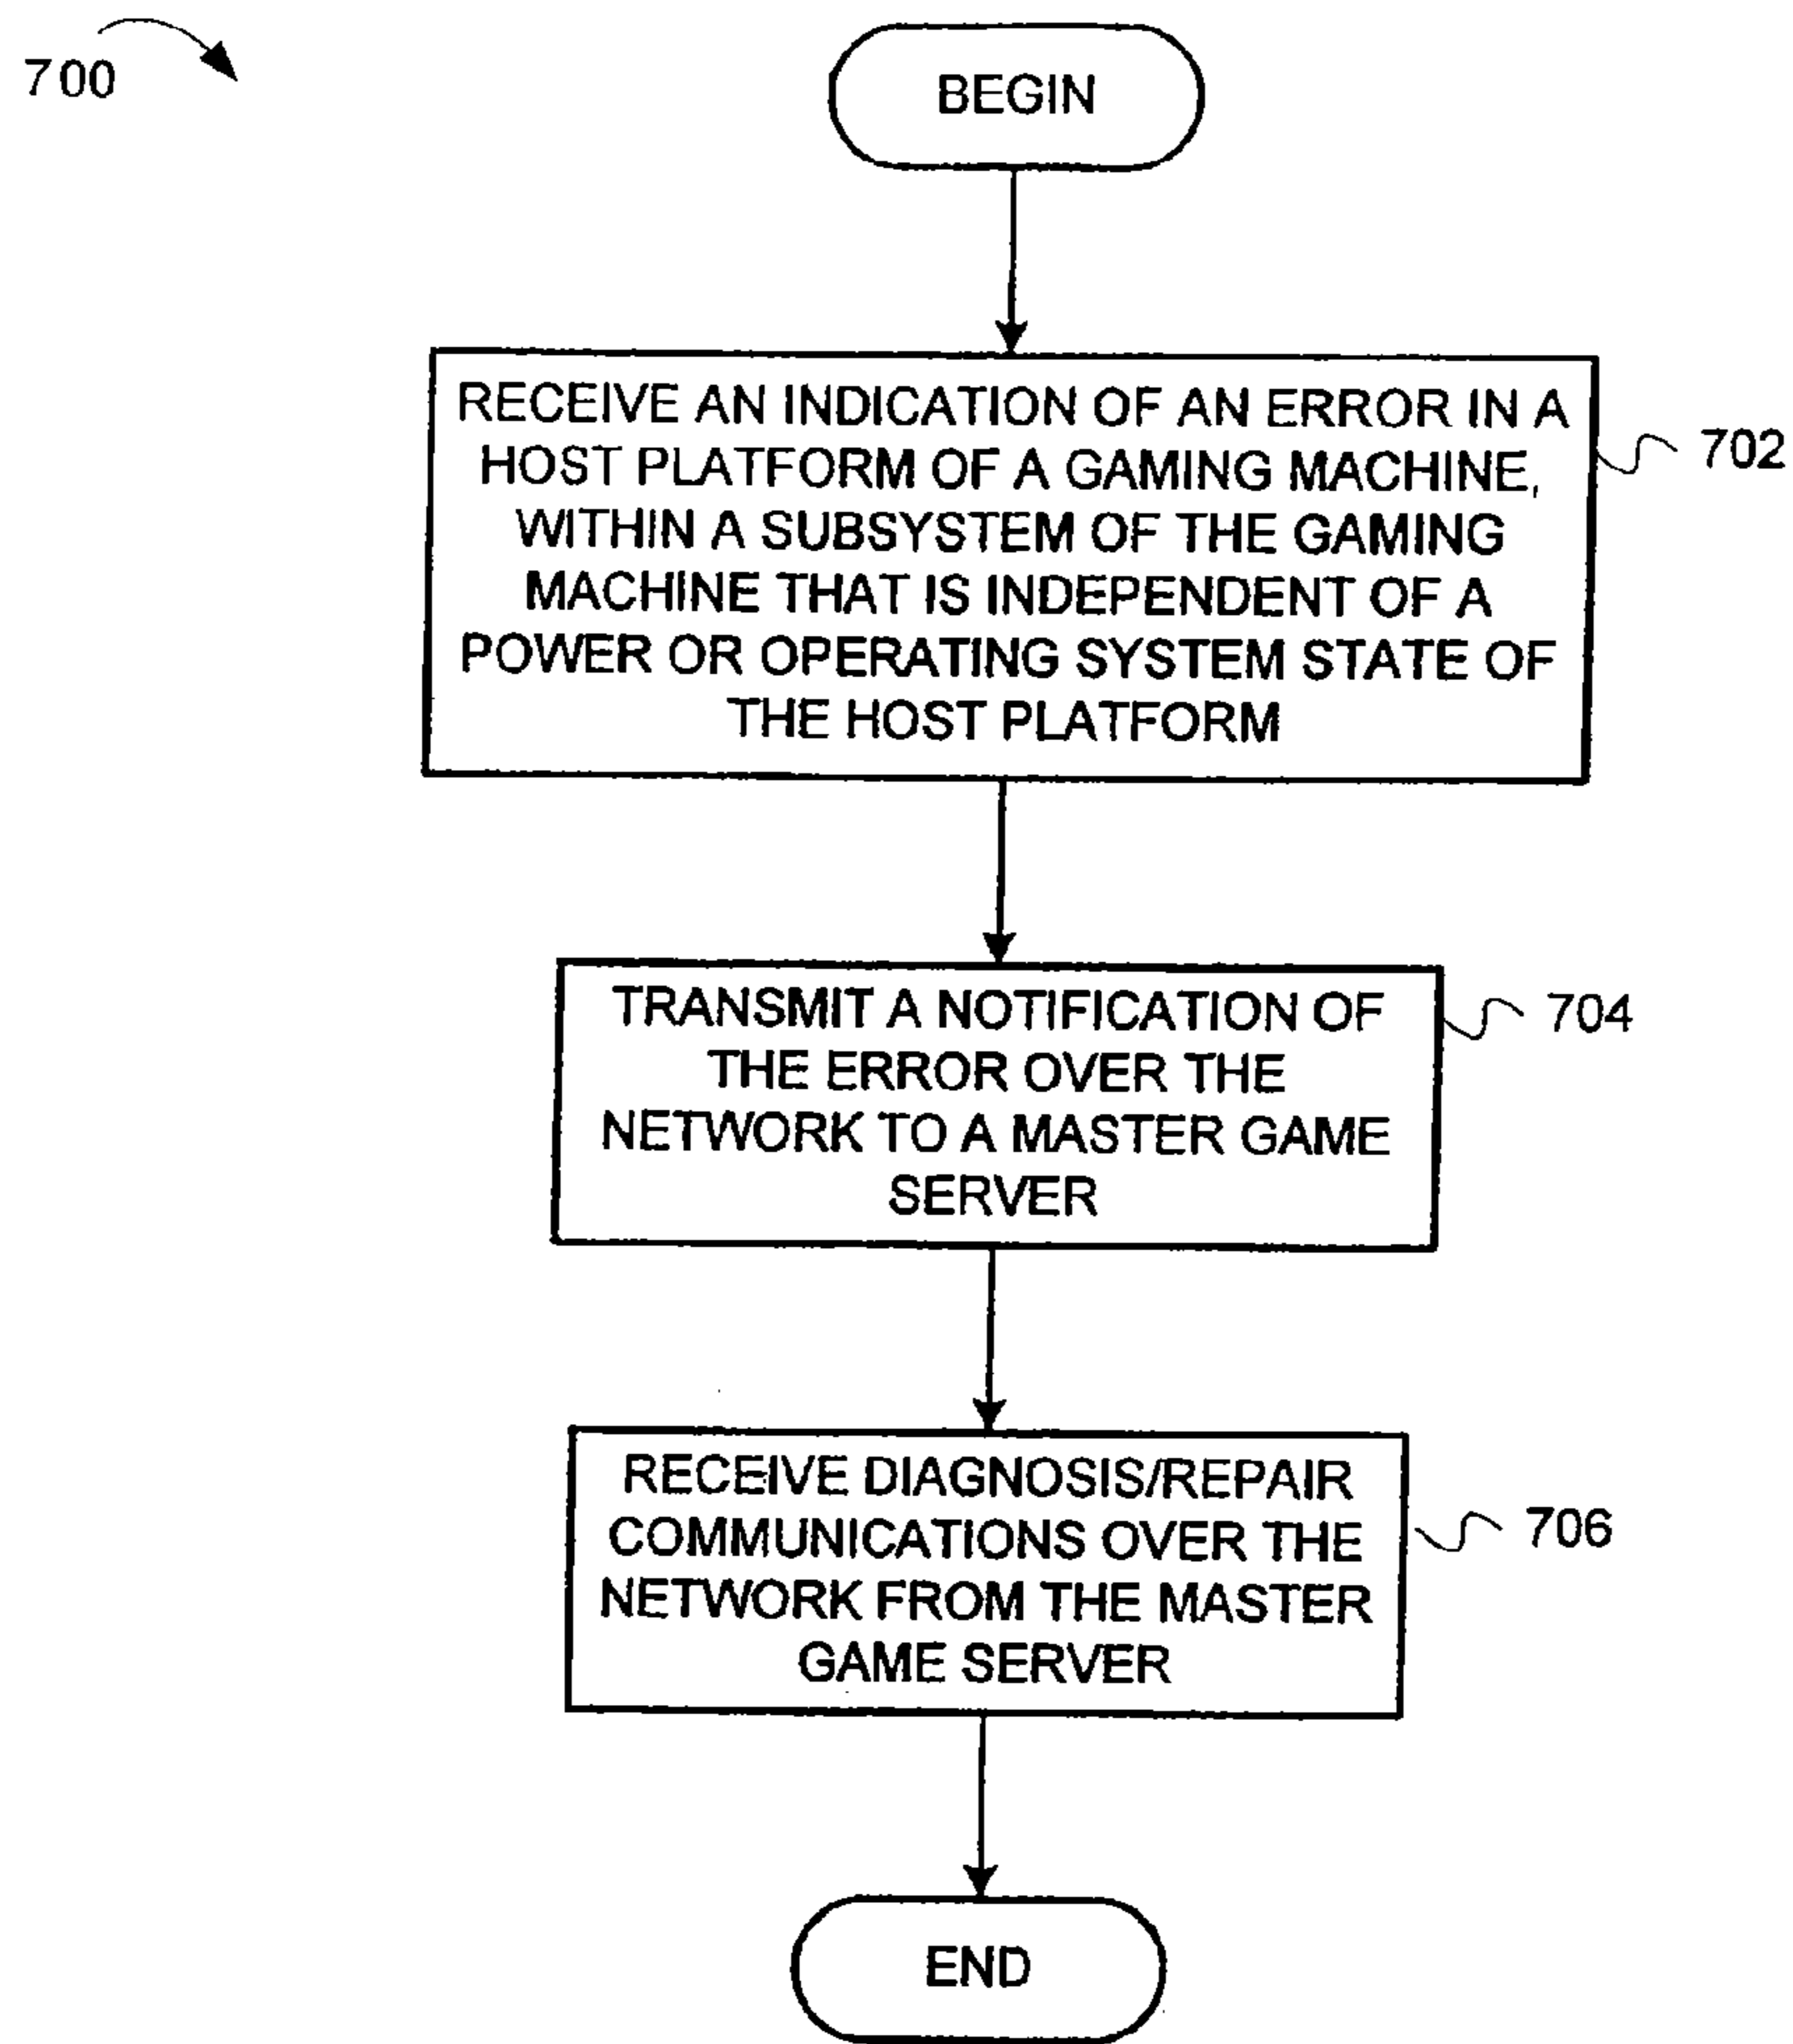 700
BEGIN
RECEIVE AN INDICATION OF AN ERROR IN A
HOST PLATFORM OF A GAMING MACHINE,
WITHIN A SUBSYSTEM OF THE GAMING
MACHINE THAT IS INDEPENDENT OF A
POWER OR OPERATING SYSTEM STATE OF
THE HOST PLATFORM
702
TRANSMIT A NOTIFICATION OF
THE ERROR OVER THE
NETWORK TO A MASTER GAME
SERVER
704
RECEIVE DIAGNOSIS/REPAIR
COMMUNICATIONS OVER THE
NETWORK FROM THE MASTER
GAME SERVER
706
END